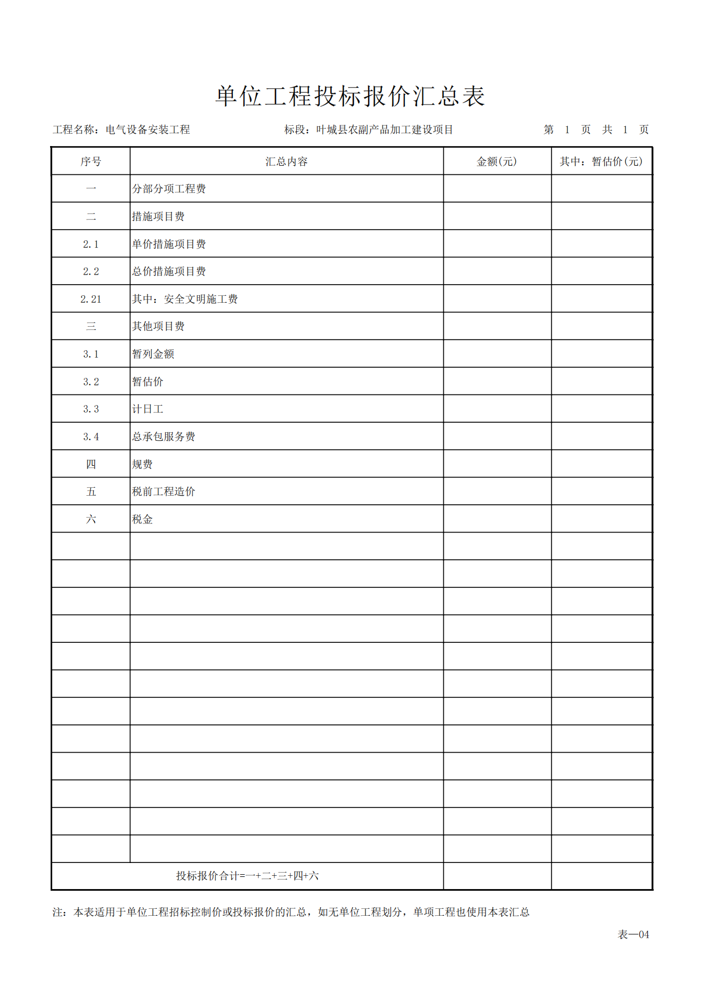 单位工程投标报价汇总表
工程名称：电气设备安装工程 标段：叶城县农副产品加工建设项目 第 1 页 共 1 页
序号 汇总内容 金额(元) 其中：暂估价(元)
一 分部分项工程费
二 措施项目费
2.1 单价措施项目费
2.2 总价措施项目费
2.21 其中：安全文明施工费
三 其他项目费
3.1 暂列金额
3.2 暂估价
3.3 计日工
3.4 总承包服务费
四 规费
五 税前工程造价
六 税金
投标报价合计=一+二+三+四+六
注：本表适用于单位工程招标控制价或投标报价的汇总，如无单位工程划分，单项工程也使用本表汇总
表—04